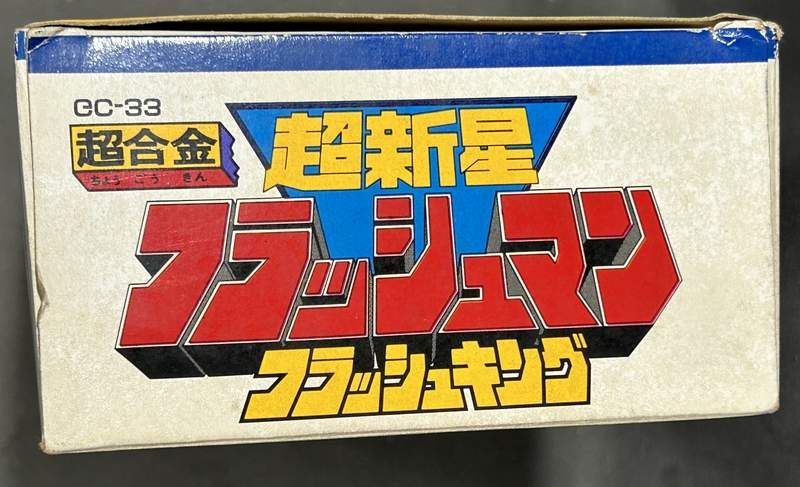 GC-33
超合金
ちょうごうきん
超新星
フラッシュマン
フラッシュキング